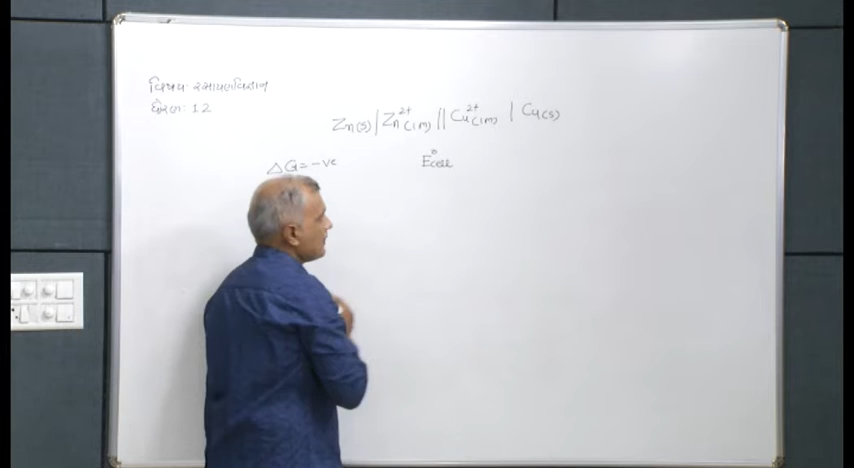 વિષય: રસાયણવિજ્ઞાન
ધોરણ: 12
Zn(s) | Zn²⁺(1M) || Cu²⁺(1M) | Cu(s)
ΔG = -ve E°cell